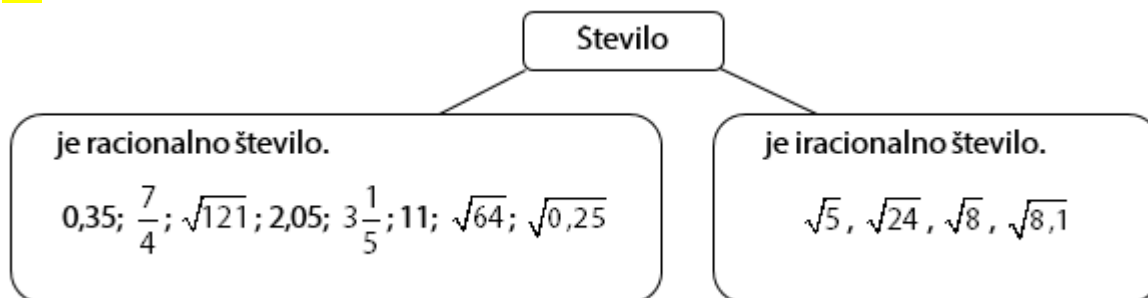 Število
je racionalno število.
0,35; 7/4; √121; 2,05; 3 1/5; 11; √64; √0,25
je iracionalno število.
√5, √24, √8, √8,1